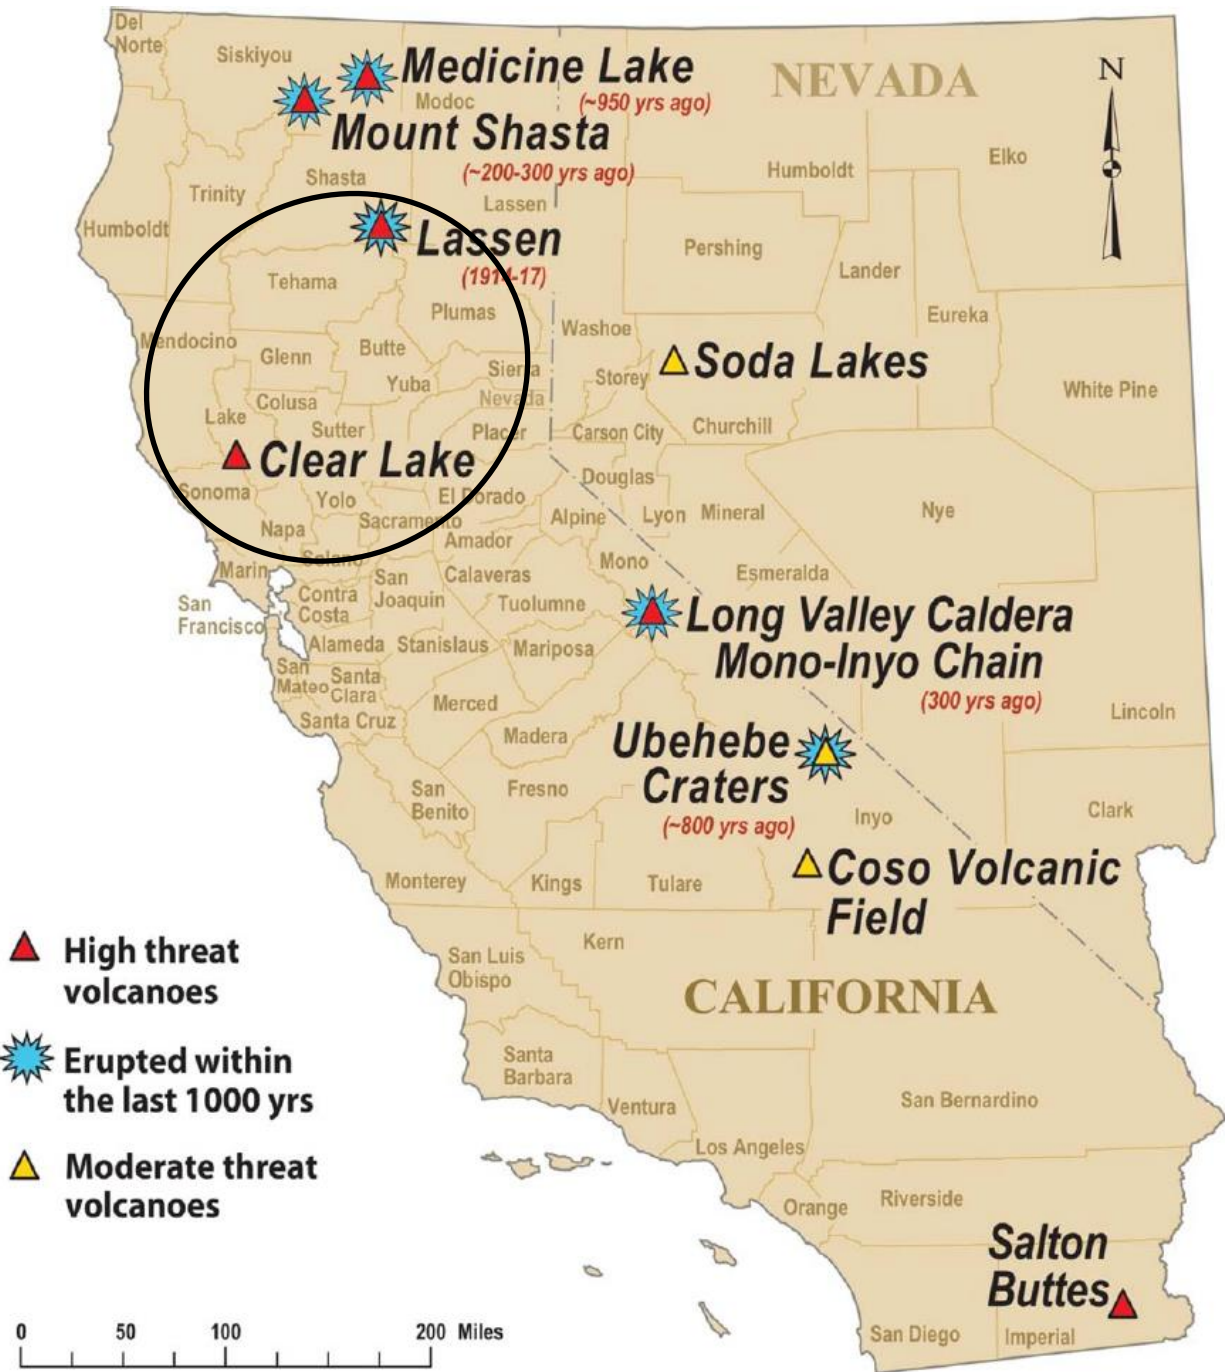 Del
Norte
Siskiyou
Medicine Lake
(~950 yrs ago)
Modoc
NEVADA
N
Mount Shasta
(~200-300 yrs ago)
Humboldt
Elko
Trinity
Shasta
Lassen
Humboldt
Lassen
(1914-17)
Pershing
Lander
Tehama
Plumas
Eureka
Mendocino
Glenn
Butte
Washoe
Sierra
Soda Lakes
Storey
White Pine
Yuba
Nevada
Colusa
Lake
Sutter
Placer
Carson City
Churchill
Clear Lake
Douglas
Sonoma
Yolo
El Dorado
Napa
Sacramento
Alpine
Lyon
Mineral
Nye
Amador
Solano
Marin
Mono
Esmeralda
San
Joaquin
Calaveras
Contra
Costa
Tuolumne
San
Francisco
Long Valley Caldera
Mono-Inyo Chain
(300 yrs ago)
Alameda
Stanislaus
Mariposa
San
Mateo
Santa
Clara
Merced
Lincoln
Santa Cruz
Madera
Ubehebe
Craters
(~800 yrs ago)
San
Benito
Fresno
Inyo
Clark
Monterey
Kings
Tulare
Coso Volcanic
Field
High threat
volcanoes
San Luis
Obispo
Kern
CALIFORNIA
Erupted within
the last 1000 yrs
Santa
Barbara
Ventura
San Bernardino
Los Angeles
Moderate threat
volcanoes
Orange
Riverside
Salton
Buttes
San Diego
Imperial
0 50 100 200 Miles